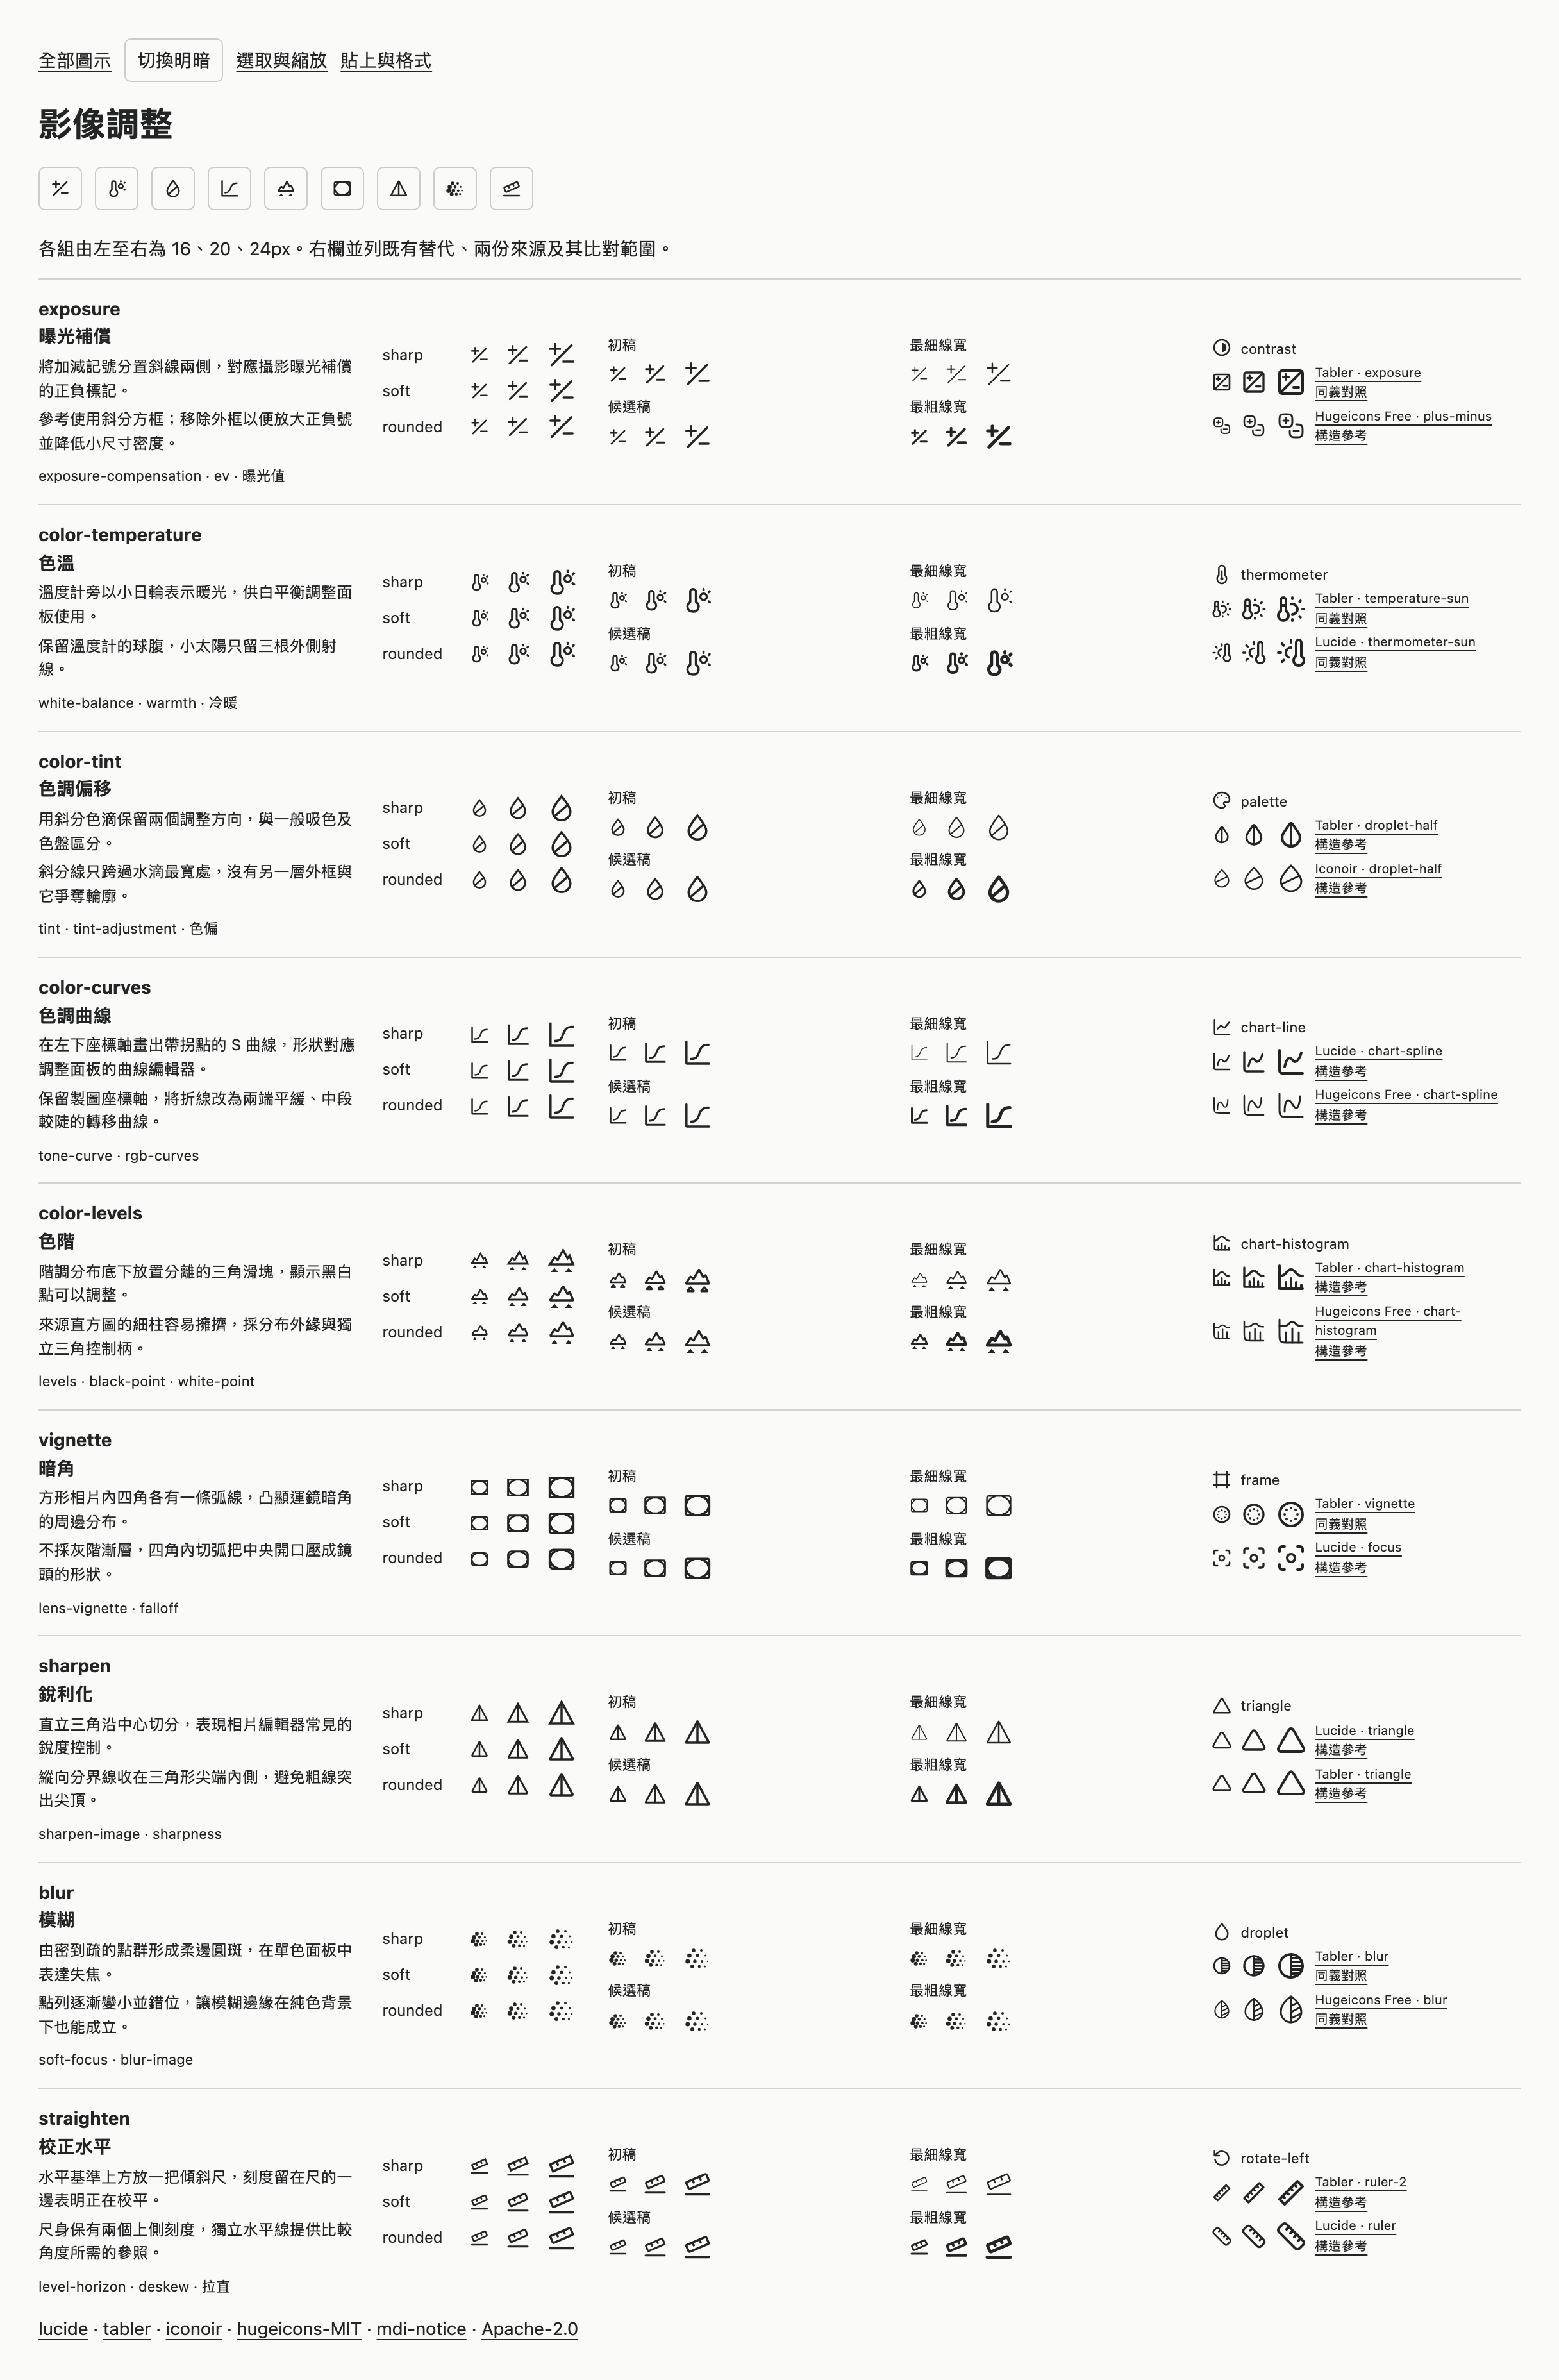 全部圖示 切換明暗 選取與縮放 貼上與格式
影像調整
各組由左至右為 16、20、24px。右欄並列既有替代、兩份來源及其比對範圍。
exposure
曝光補償
將加減記號分置斜線兩側，對應攝影曝光補償
的正負標記。
參考使用斜分方框；移除外框以便放大正負號
並降低小尺寸密度。
exposure-compensation · ev · 曝光值
sharp
soft
rounded
初稿
候選稿
最細線寬
最粗線寬
contrast
Tabler · exposure
同義對照
Hugeicons Free · plus-minus
構造參考
color-temperature
色溫
溫度計旁以小日輪表示暖光，供白平衡調整面
板使用。
保留溫度計的球腹，小太陽只留三根外側射
線。
white-balance · warmth · 冷暖
sharp
soft
rounded
初稿
候選稿
最細線寬
最粗線寬
thermometer
Tabler · temperature-sun
同義對照
Lucide · thermometer-sun
同義對照
color-tint
色調偏移
用斜分色滴保留兩個調整方向，與一般吸色及
色盤區分。
斜分線只跨過水滴最寬處，沒有另一層外框與
它爭奪輪廓。
tint · tint-adjustment · 色偏
sharp
soft
rounded
初稿
候選稿
最細線寬
最粗線寬
palette
Tabler · droplet-half
構造參考
Iconoir · droplet-half
構造參考
color-curves
色調曲線
在左下座標軸畫出帶拐點的 S 曲線，形狀對應
調整面板的曲線編輯器。
保留製圖座標軸，將折線改為兩端平緩、中段
較陡的轉移曲線。
tone-curve · rgb-curves
sharp
soft
rounded
初稿
候選稿
最細線寬
最粗線寬
chart-line
Lucide · chart-spline
構造參考
Hugeicons Free · chart-spline
構造參考
color-levels
色階
階調分布底下放置分離的三角滑塊，顯示黑白
點可以調整。
來源直方圖的細柱容易擁擠，採分布外緣與獨
立三角控制柄。
levels · black-point · white-point
sharp
soft
rounded
初稿
候選稿
最細線寬
最粗線寬
chart-histogram
Tabler · chart-histogram
構造參考
Hugeicons Free · chart-
histogram
構造參考
vignette
暗角
方形相片內四角各有一條弧線，凸顯運鏡暗角
的周邊分布。
不採灰階漸層，四角內切弧把中央開口壓成鏡
頭的形狀。
lens-vignette · falloff
sharp
soft
rounded
初稿
候選稿
最細線寬
最粗線寬
frame
Tabler · vignette
同義對照
Lucide · focus
構造參考
sharpen
銳利化
直立三角沿中心切分，表現相片編輯器常見的
銳度控制。
縱向分界線收在三角形尖端內側，避免粗線突
出尖頂。
sharpen-image · sharpness
sharp
soft
rounded
初稿
候選稿
最細線寬
最粗線寬
triangle
Lucide · triangle
構造參考
Tabler · triangle
構造參考
blur
模糊
由密到疏的點群形成柔邊圓斑，在單色面板中
表達失焦。
點列逐漸變小並錯位，讓模糊邊緣在純色背景
下也能成立。
soft-focus · blur-image
sharp
soft
rounded
初稿
候選稿
最細線寬
最粗線寬
droplet
Tabler · blur
同義對照
Hugeicons Free · blur
同義對照
straighten
校正水平
水平基準上方放一把傾斜尺，刻度留在尺的一
邊表明正在校平。
尺身保有兩個上側刻度，獨立水平線提供比較
角度所需的參照。
level-horizon · deskew · 拉直
sharp
soft
rounded
初稿
候選稿
最細線寬
最粗線寬
rotate-left
Tabler · ruler-2
構造參考
Lucide · ruler
構造參考
lucide · tabler · iconoir · hugeicons-MIT · mdi-notice · Apache-2.0